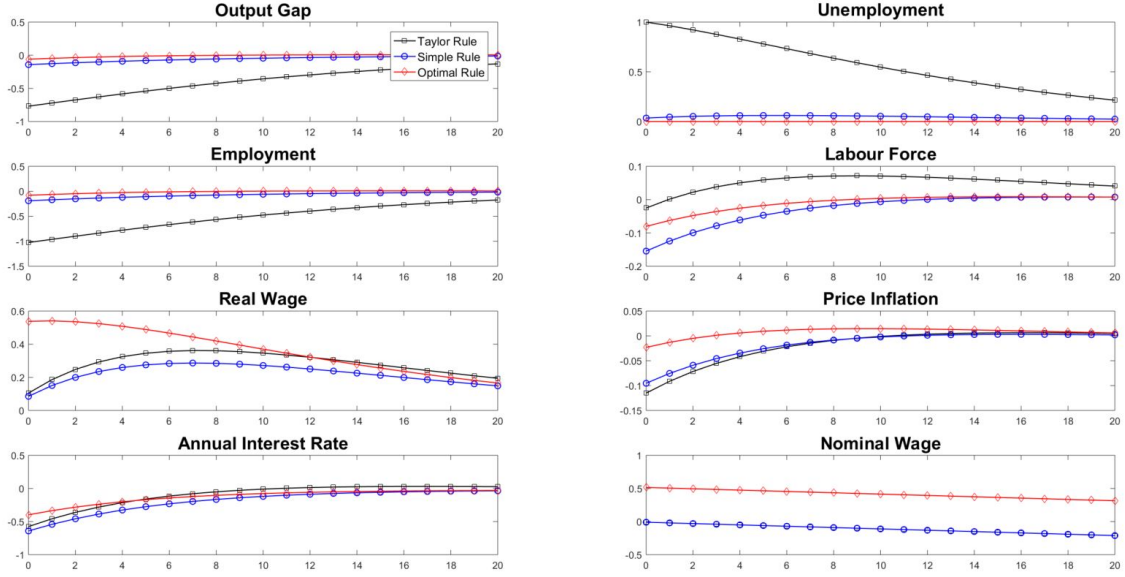 Output Gap
0.5
0
-0.5
-1
0 2 4 6 8 10 12 14 16 18 20
Taylor Rule
Simple Rule
Optimal Rule
Unemployment
1
0.5
0
0 2 4 6 8 10 12 14 16 18 20
Employment
0.5
0
-0.5
-1
-1.5
0 2 4 6 8 10 12 14 16 18 20
Labour Force
0.1
0
-0.1
-0.2
0 2 4 6 8 10 12 14 16 18 20
Real Wage
0.6
0.4
0.2
0
0 2 4 6 8 10 12 14 16 18 20
Price Inflation
0.05
0
-0.05
-0.1
-0.15
0 2 4 6 8 10 12 14 16 18 20
Annual Interest Rate
0.5
0
-0.5
-1
0 2 4 6 8 10 12 14 16 18 20
Nominal Wage
1
0.5
0
0.5
0 2 4 6 8 10 12 14 16 18 20